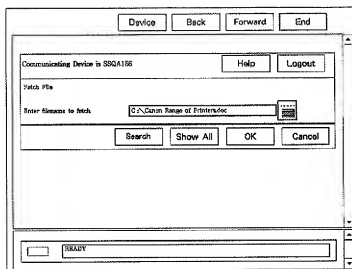 Device Back Forward End
Communicating Device is SSQA166
Help Logout
Fetch File
Enter filename to fetch C:\Canon Range of Printers.doc
Search Show All OK Cancel
READY